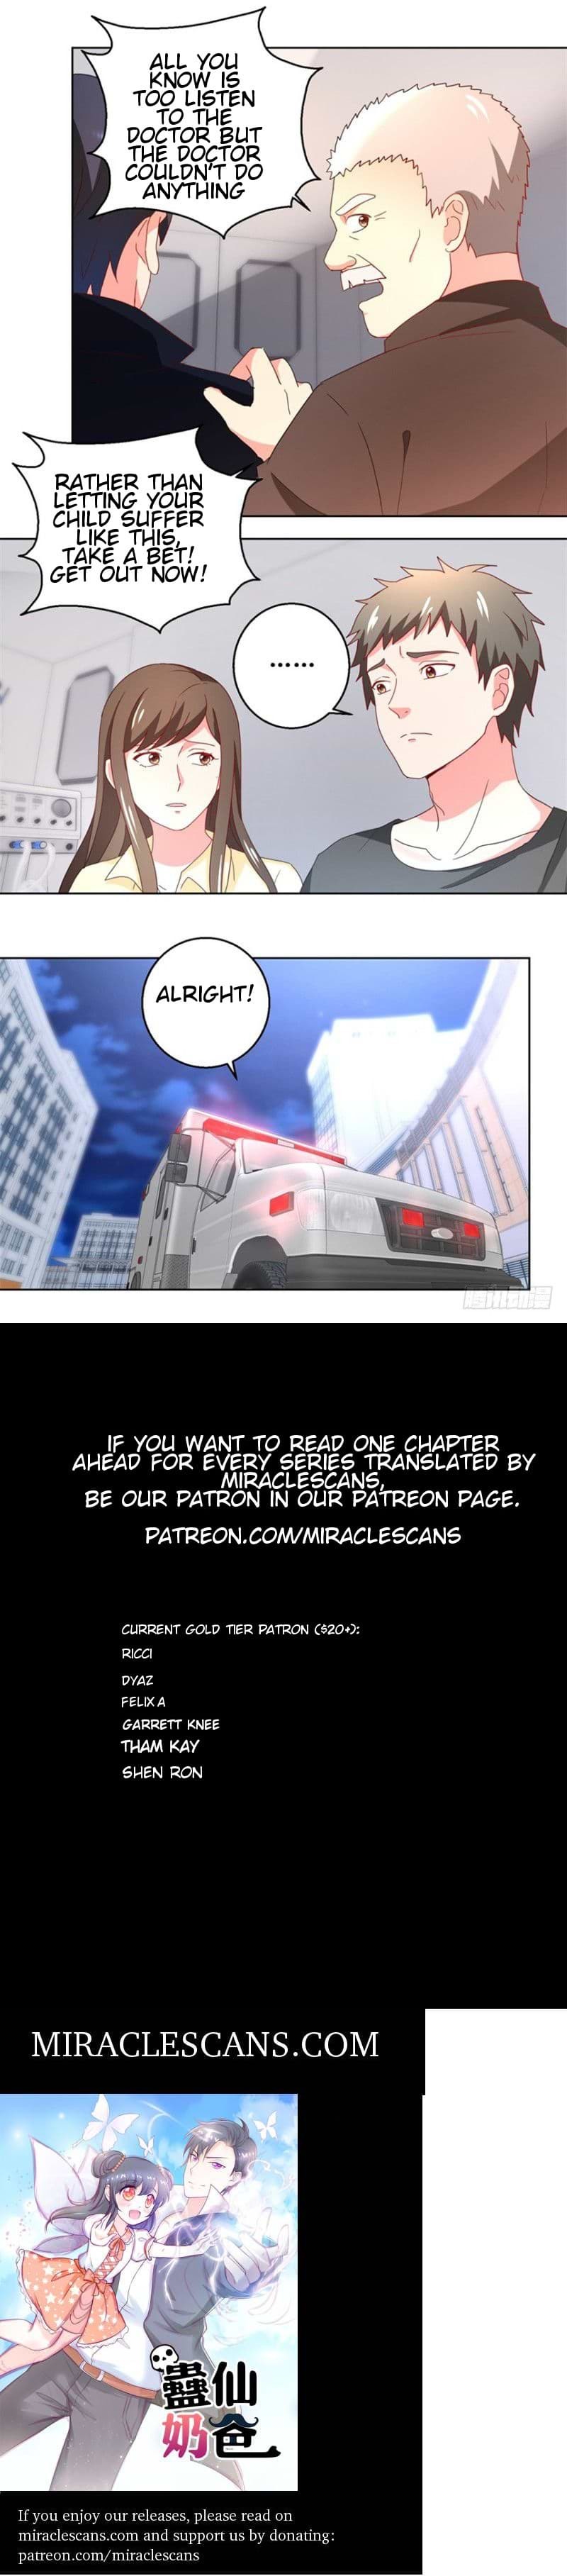 ALL YOU
KNOW IS
TOO LISTEN
TO THE
DOCTOR BUT
THE DOCTOR
COULDN'T DO
ANYTHING
RATHER THAN
LETTING YOUR
CHILD SUFFER
LIKE THIS,
TAKE A BET!
GET OUT NOW!
......
ALRIGHT!
IF YOU WANT TO READ ONE CHAPTER
AHEAD FOR EVERY SERIES TRANSLATED BY
MIRACLESCANS,
BE OUR PATRON IN OUR PATREON PAGE.
PATREON.COM/MIRACLESCANS
CURRENT GOLD TIER PATRON ($20+):
RICCI
DYAZ
FELIX A
GARRETT KNEE
THAM KAY
SHEN RON
MIRACLESCANS.COM
蠱仙
奶爸
If you enjoy our releases, please read on
miraclescans.com and support us by donating:
patreon.com/miraclescans